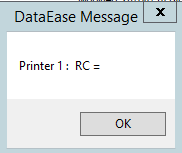 DataEase Message
x
Printer 1 : RC =
OK